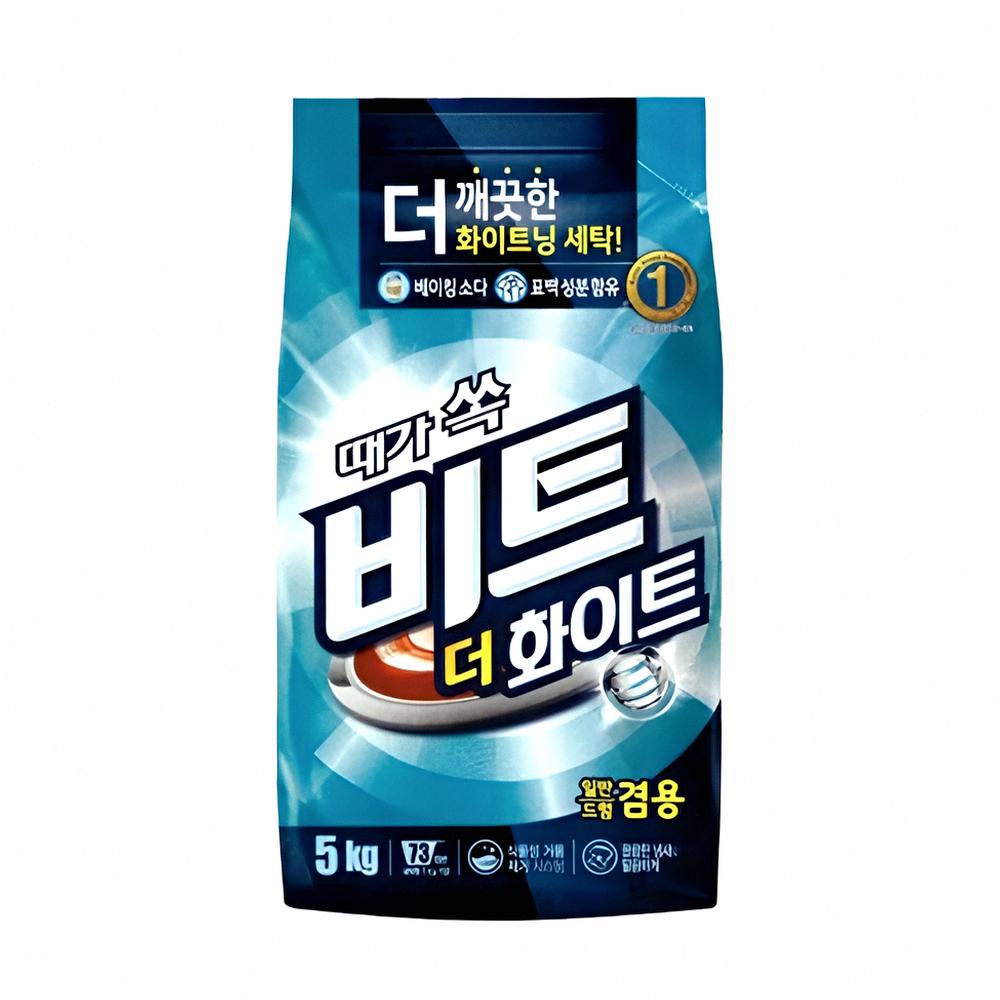 더 깨끗한
화이트닝 세탁!
베이킹소다 표백 성분 함유
1
때가 쏙
비트
더 화이트
일반
드럼
겸용
5 kg
73